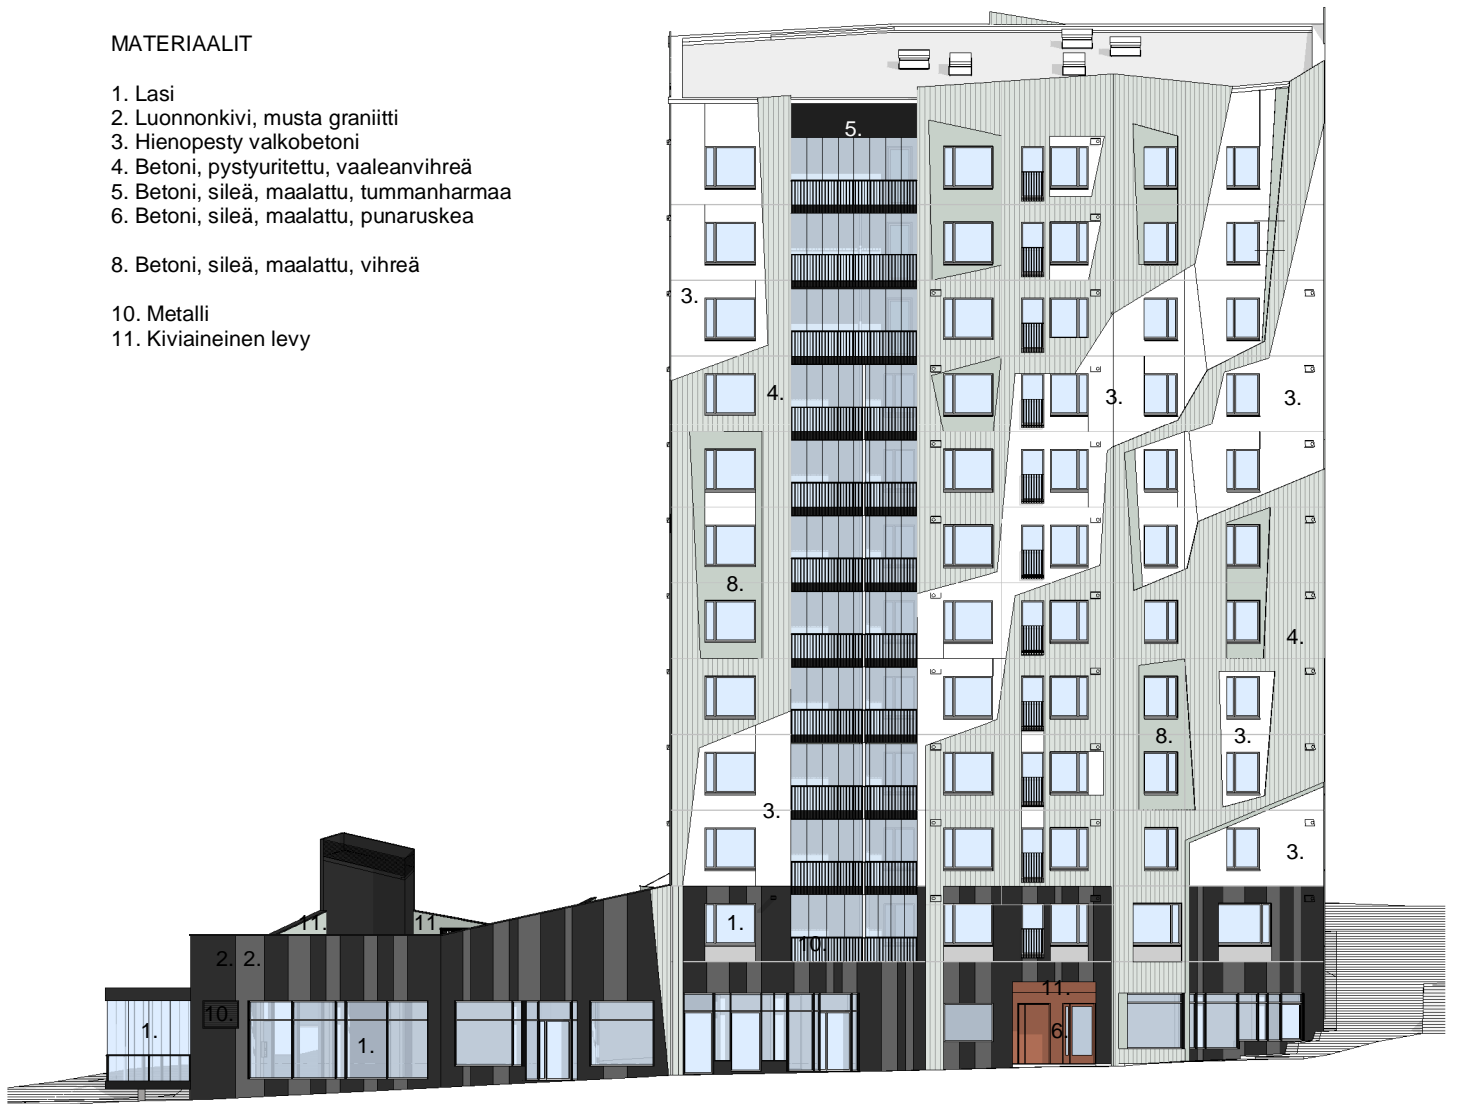 MATERIAALIT
1. Lasi
2. Luonnonkivi, musta graniitti
3. Hienopesty valkobetoni
4. Betoni, pystyuritettu, vaaleanvihreä
5. Betoni, sileä, maalattu, tummanharmaa
6. Betoni, sileä, maalattu, punaruskea
8. Betoni, sileä, maalattu, vihreä
10. Metalli
11. Kiviaineinen levy
5.
3.
4.
3.
3.
8.
4.
8.
3.
3.
3.
11.
11
1.
10.
2.
2.
11.
10.
1.
1.
6.